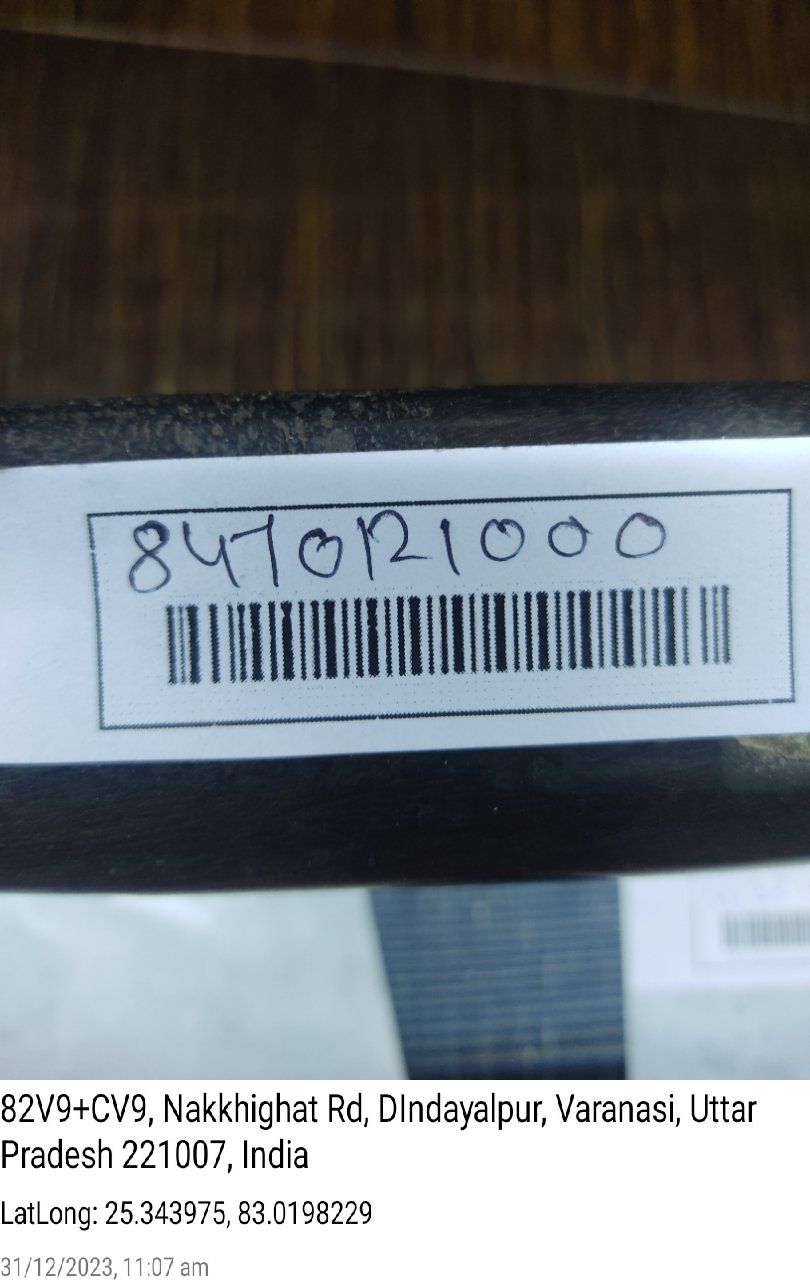 8470121000
82V9+CV9, Nakkhighat Rd, DIndayalpur, Varanasi, Uttar
Pradesh 221007, India
LatLong: 25.343975, 83.0198229
31/12/2023, 11:07 am